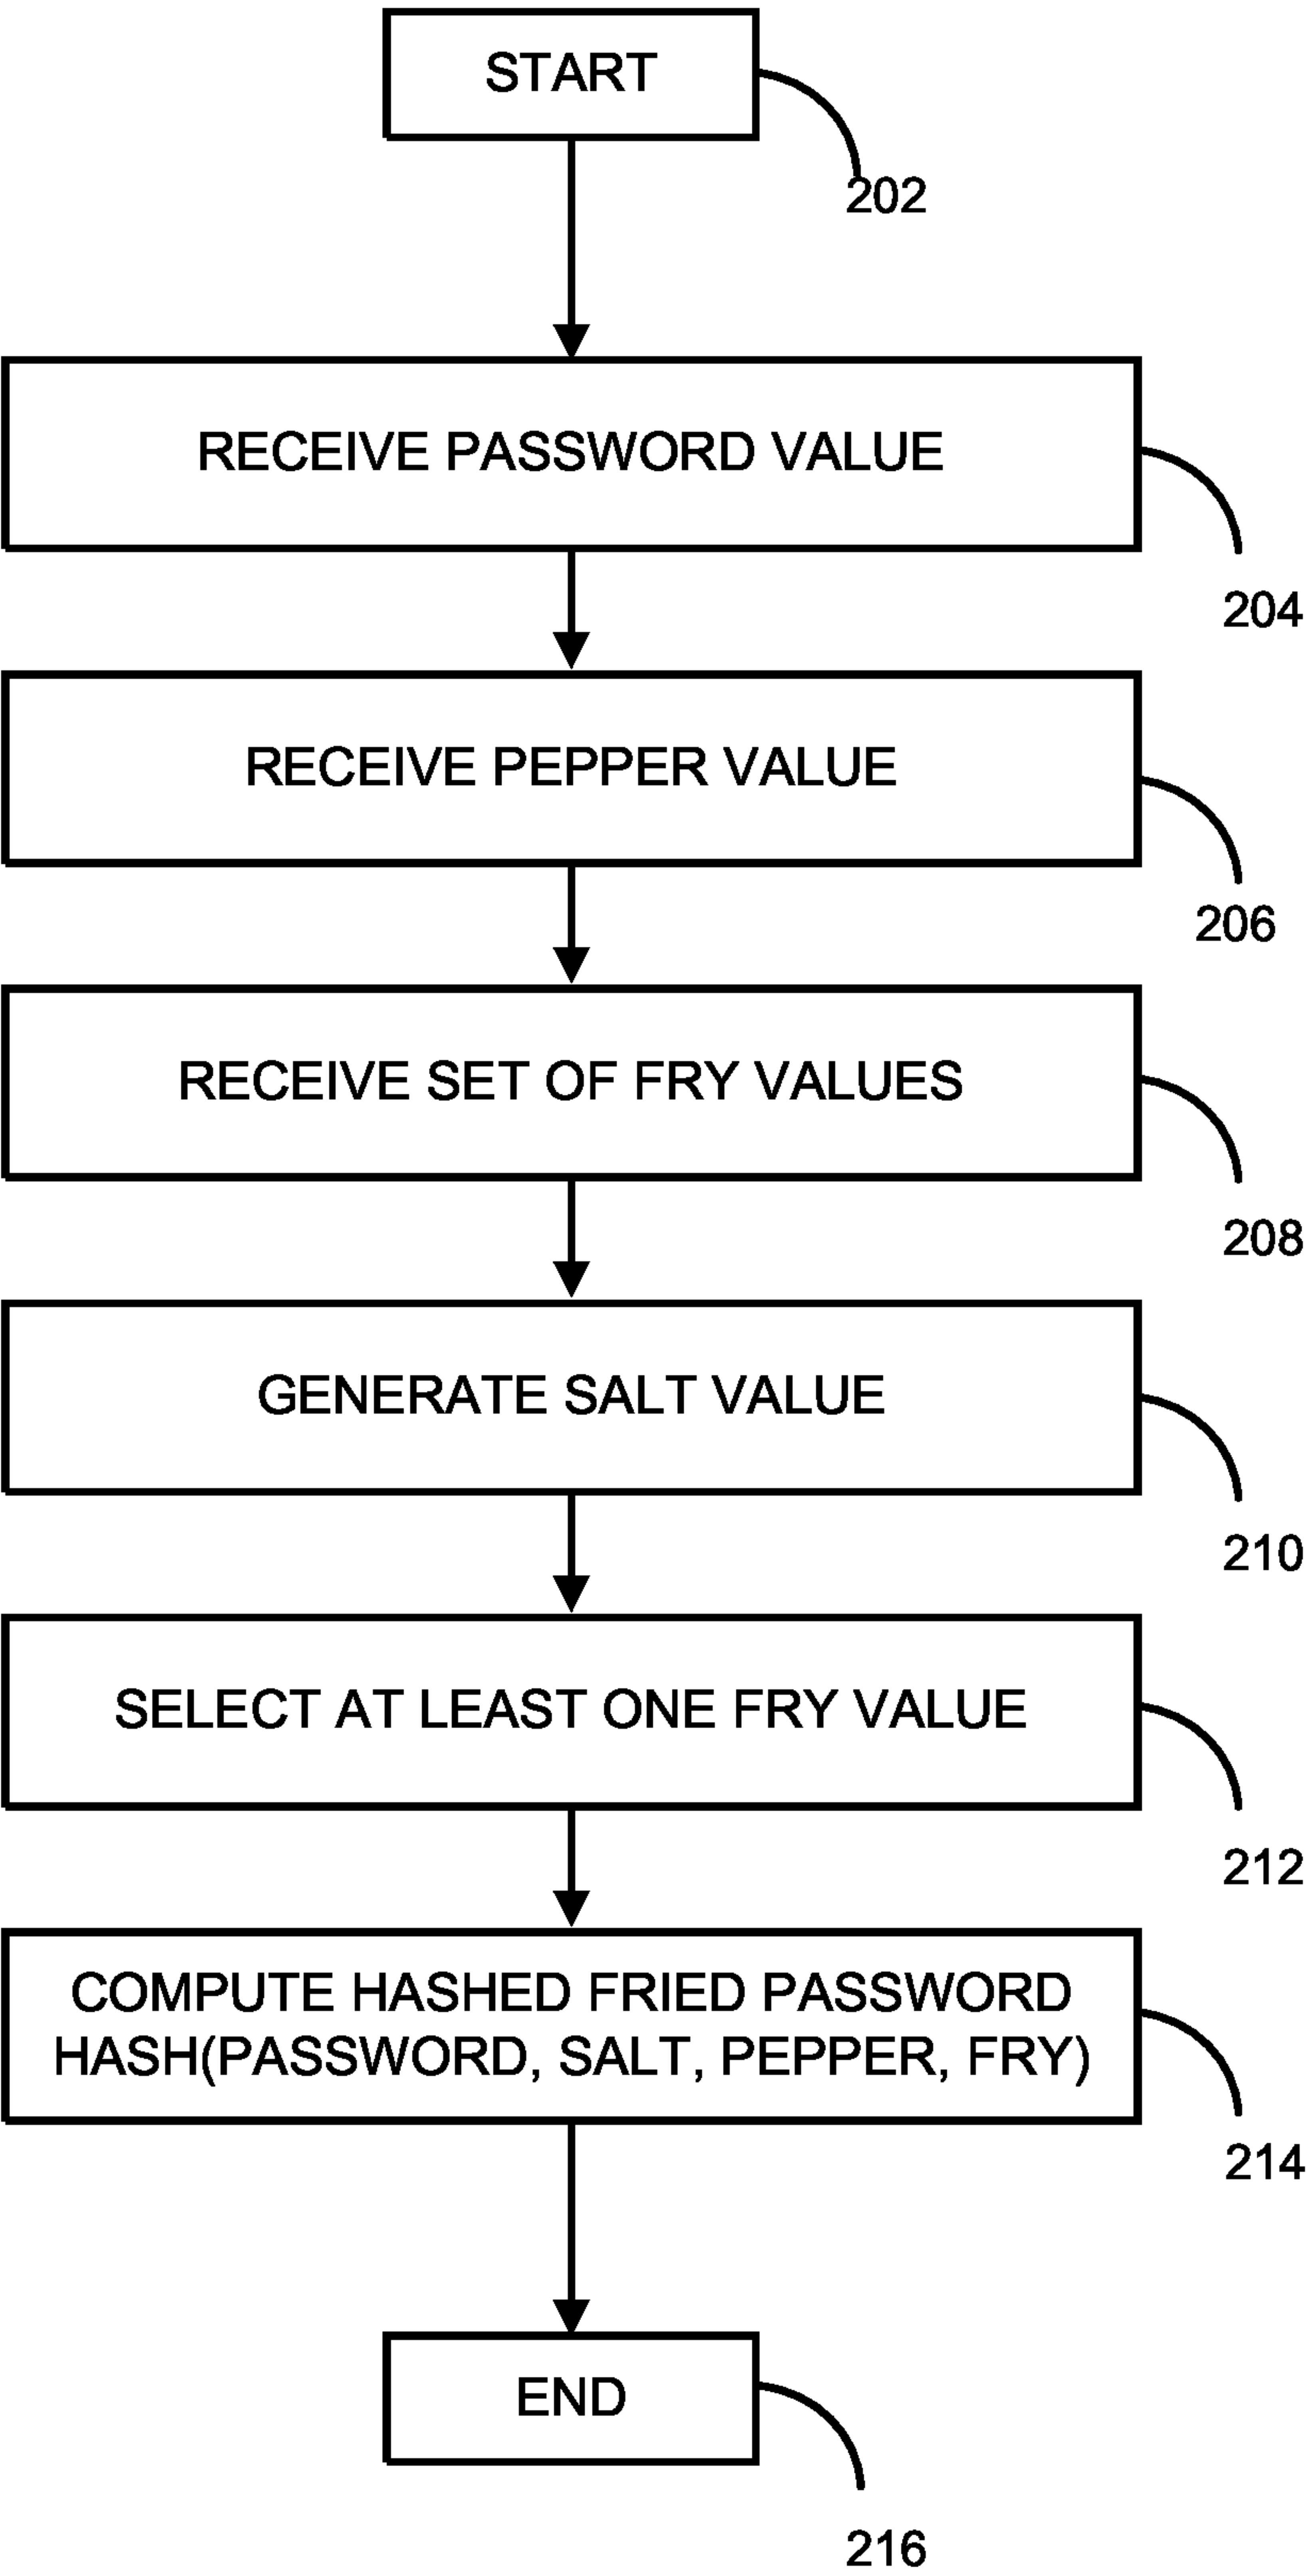 START
202
RECEIVE PASSWORD VALUE
204
RECEIVE PEPPER VALUE
206
RECEIVE SET OF FRY VALUES
208
GENERATE SALT VALUE
210
SELECT AT LEAST ONE FRY VALUE
212
COMPUTE HASHED FRIED PASSWORD
HASH(PASSWORD, SALT, PEPPER, FRY)
214
END
216